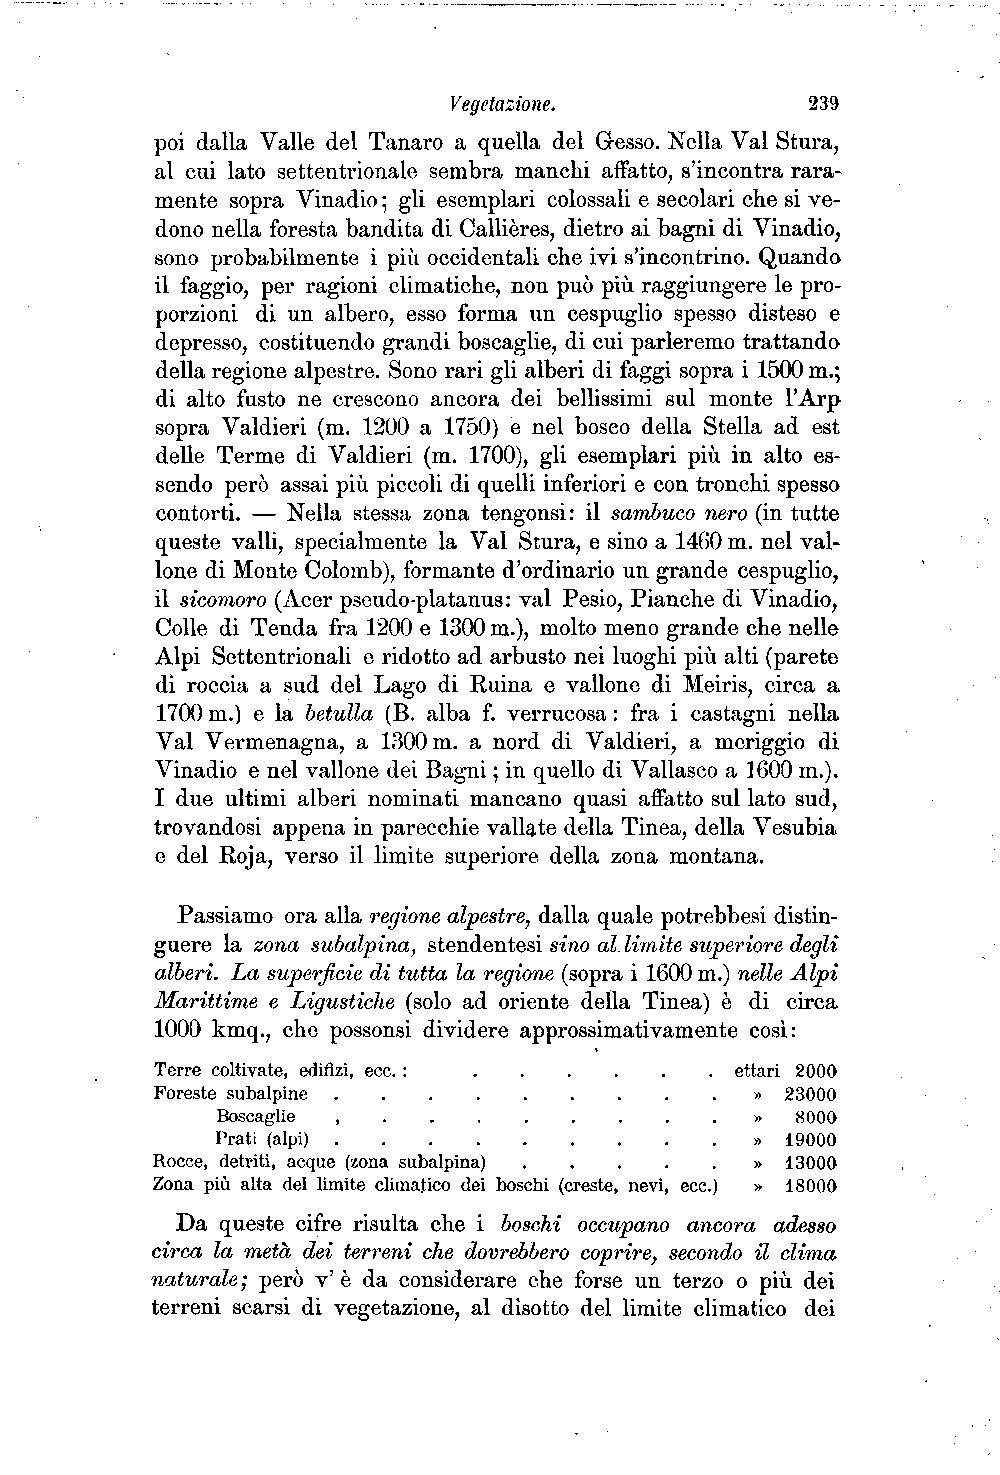 Vegetazione. 239
poi dalla Valle del Tanaro a quella del Gesso. Nella Val Stura,
al cui lato settentrionale sembra manchi affatto, s'incontra rara-
mente sopra Vinadio; gli esemplari colossali e secolari che si ve-
dono nella foresta bandita di Callières, dietro ai bagni di Vinadio,
sono probabilmente i più occidentali che ivi s'incontrino. Quando
il faggio, per ragioni climatiche, non può più raggiungere le pro-
porzioni di un albero, esso forma un cespuglio spesso disteso e
depresso, costituendo grandi boscaglie, di cui parleremo trattando
della regione alpestre. Sono rari gli alberi di faggi sopra i 1500 m.;
di alto fusto ne crescono ancora dei bellissimi sul monte l'Arp
sopra Valdieri (m. 1200 a 1750) e nel bosco della Stella ad est
delle Terme di Valdieri (m. 1700), gli esemplari più in alto es-
sendo però assai più piccoli di quelli inferiori e con tronchi spesso
contorti. — Nella stessa zona tengonsi: il sambuco nero (in tutte
queste valli, specialmente la Val Stura, e sino a 1460 m. nel val-
lone di Monte Colomb), formante d'ordinario un grande cespuglio,
il sicomoro (Acer pseudo-platanus: val Pesio, Pianche di Vinadio,
Colle di Tenda fra 1200 e 1300 m.), molto meno grande che nelle
Alpi Settentrionali e ridotto ad arbusto nei luoghi più alti (parete
di roccia a sud del Lago di Ruina e vallone di Meiris, circa a
1700 m.) e la betulla (B. alba f. verrucosa: fra i castagni nella
Val Vermenagna, a 1300 m. a nord di Valdieri, a meriggio di
Vinadio e nel vallone dei Bagni; in quello di Vallasco a 1600 m.).
I due ultimi alberi nominati mancano quasi affatto sul lato sud,
trovandosi appena in parecchie vallate della Tinea, della Vesubia
e del Roja, verso il limite superiore della zona montana.
Passiamo ora alla regione alpestre, dalla quale potrebbesi distin-
guere la zona subalpina, stendentesi sino al limite superiore degli
alberi. La superficie di tutta la regione (sopra i 1600 m.) nelle Alpi
Marittime e Ligustiche (solo ad oriente della Tinea) è di circa
1000 kmq., che possonsi dividere approssimativamente così:
Terre coltivate, edifizi, ecc. : . . . . . . ettari 2000
Foreste subalpine . . . . . . . . . » 23000
Boscaglie , . . . . . . . . » 8000
Prati (alpi) . . . . . . . . . » 19000
Rocce, detriti, acque (zona subalpina) . . . . . » 13000
Zona più alta del limite climatico dei boschi (creste, nevi, ecc.) » 18000
Da queste cifre risulta che i boschi occupano ancora adesso
circa la metà dei terreni che dovrebbero coprire, secondo il clima
naturale; però v' è da considerare che forse un terzo o più dei
terreni scarsi di vegetazione, al disotto del limite climatico dei